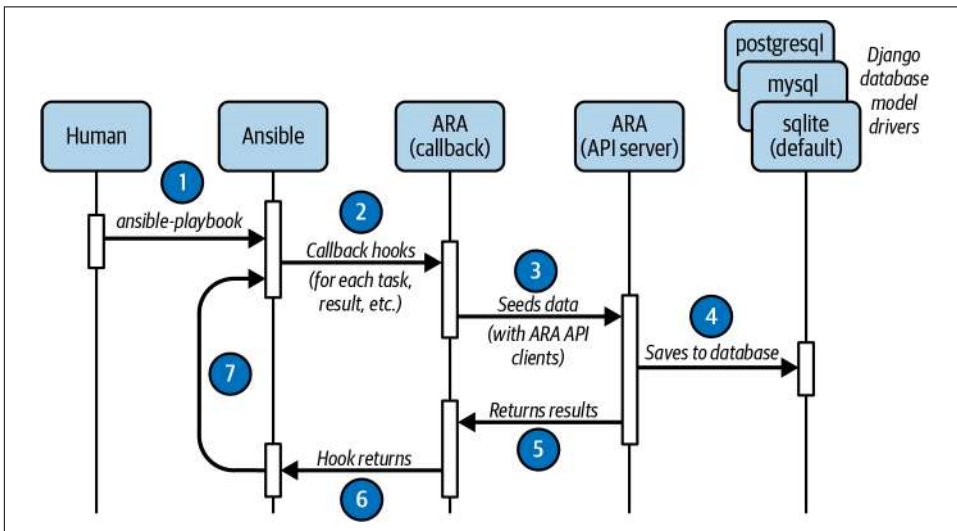 postgresql
mysql
sqlite
(default)
Django
database
model
drivers
Human
Ansible
ARA
(callback)
ARA
(API server)
1
ansible-playbook
2
Callback hooks
(for each task,
result, etc.)
3
Seeds data
(with ARA API
clients)
4
Saves to database
Returns results
5
Hook returns
6
7